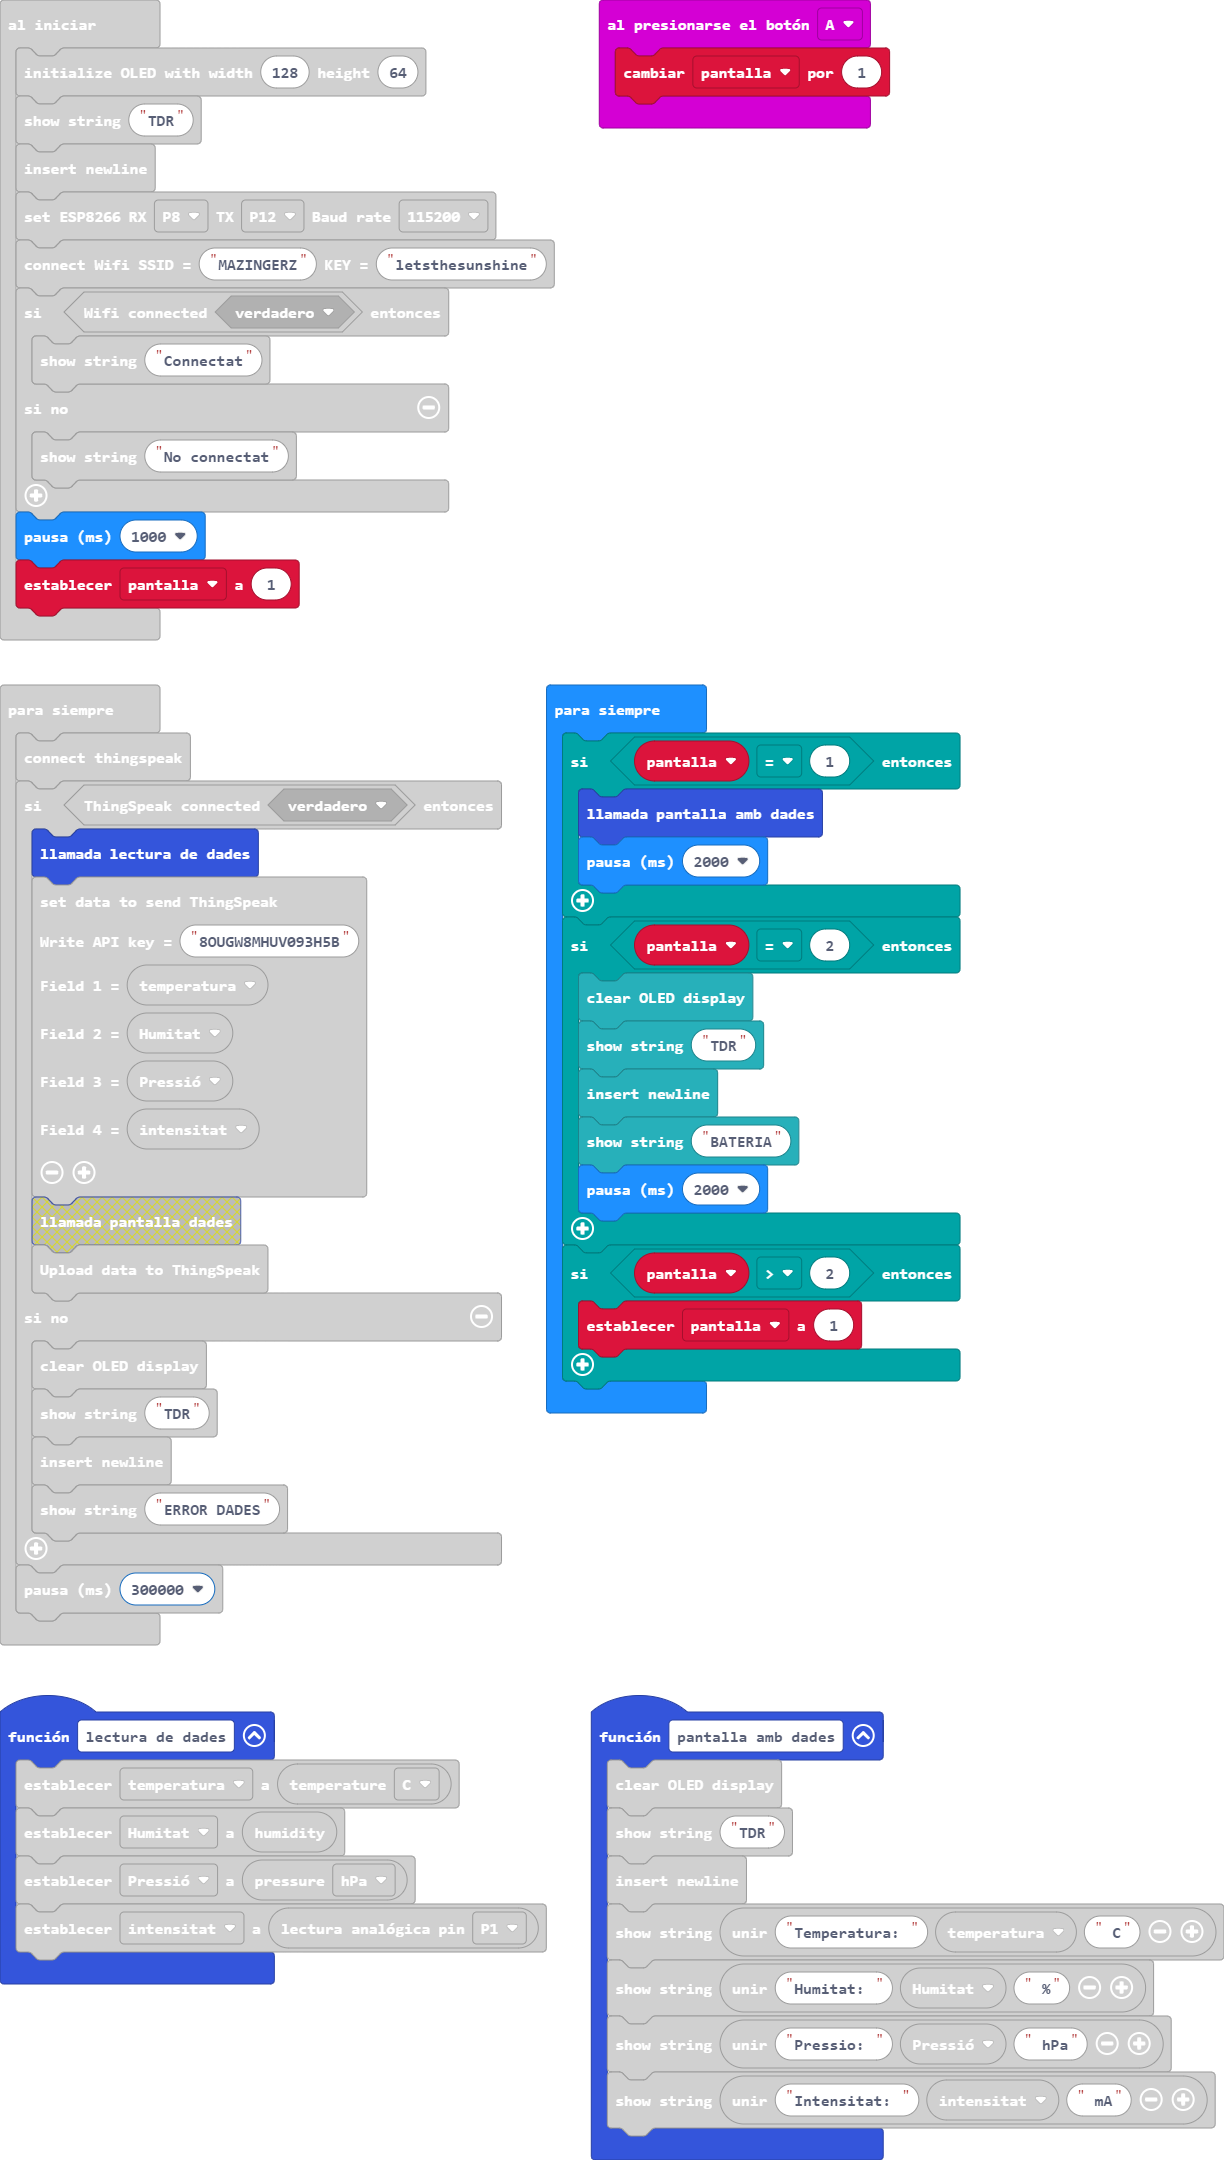 al iniciar
initialize OLED with width 128 height 64
show string "TDR"
insert newline
set ESP8266 RX P8 TX P12 Baud rate 115200
connect Wifi SSID = "MAZINGERZ" KEY = "letsthesunshine"
si Wifi connected verdadero entonces
show string "Connectat"
si no
show string "No connectat"
pausa (ms) 1000
establecer pantalla a 1
al presionarse el botón A
cambiar pantalla por 1
para siempre
connect thingspeak
si ThingSpeak connected verdadero entonces
llamada lectura de dades
set data to send ThingSpeak
Write API key = "8OUGW8MHUV093H5B"
Field 1 = temperatura
Field 2 = Humitat
Field 3 = Pressió
Field 4 = intensitat
llamada pantalla dades
Upload data to ThingSpeak
si no
clear OLED display
show string "TDR"
insert newline
show string "ERROR DADES"
pausa (ms) 300000
para siempre
si pantalla = 1 entonces
llamada pantalla amb dades
pausa (ms) 2000
si pantalla = 2 entonces
clear OLED display
show string "TDR"
insert newline
show string "BATERIA"
pausa (ms) 2000
si pantalla > 2 entonces
establecer pantalla a 1
función lectura de dades
establecer temperatura a temperature C
establecer Humitat a humidity
establecer Pressió a pressure hPa
establecer intensitat a lectura analógica pin P1
función pantalla amb dades
clear OLED display
show string "TDR"
insert newline
show string unir "Temperatura: " temperatura " C"
show string unir "Humitat: " Humitat " %"
show string unir "Pressio: " Pressió " hPa"
show string unir "Intensitat: " intensitat " mA"